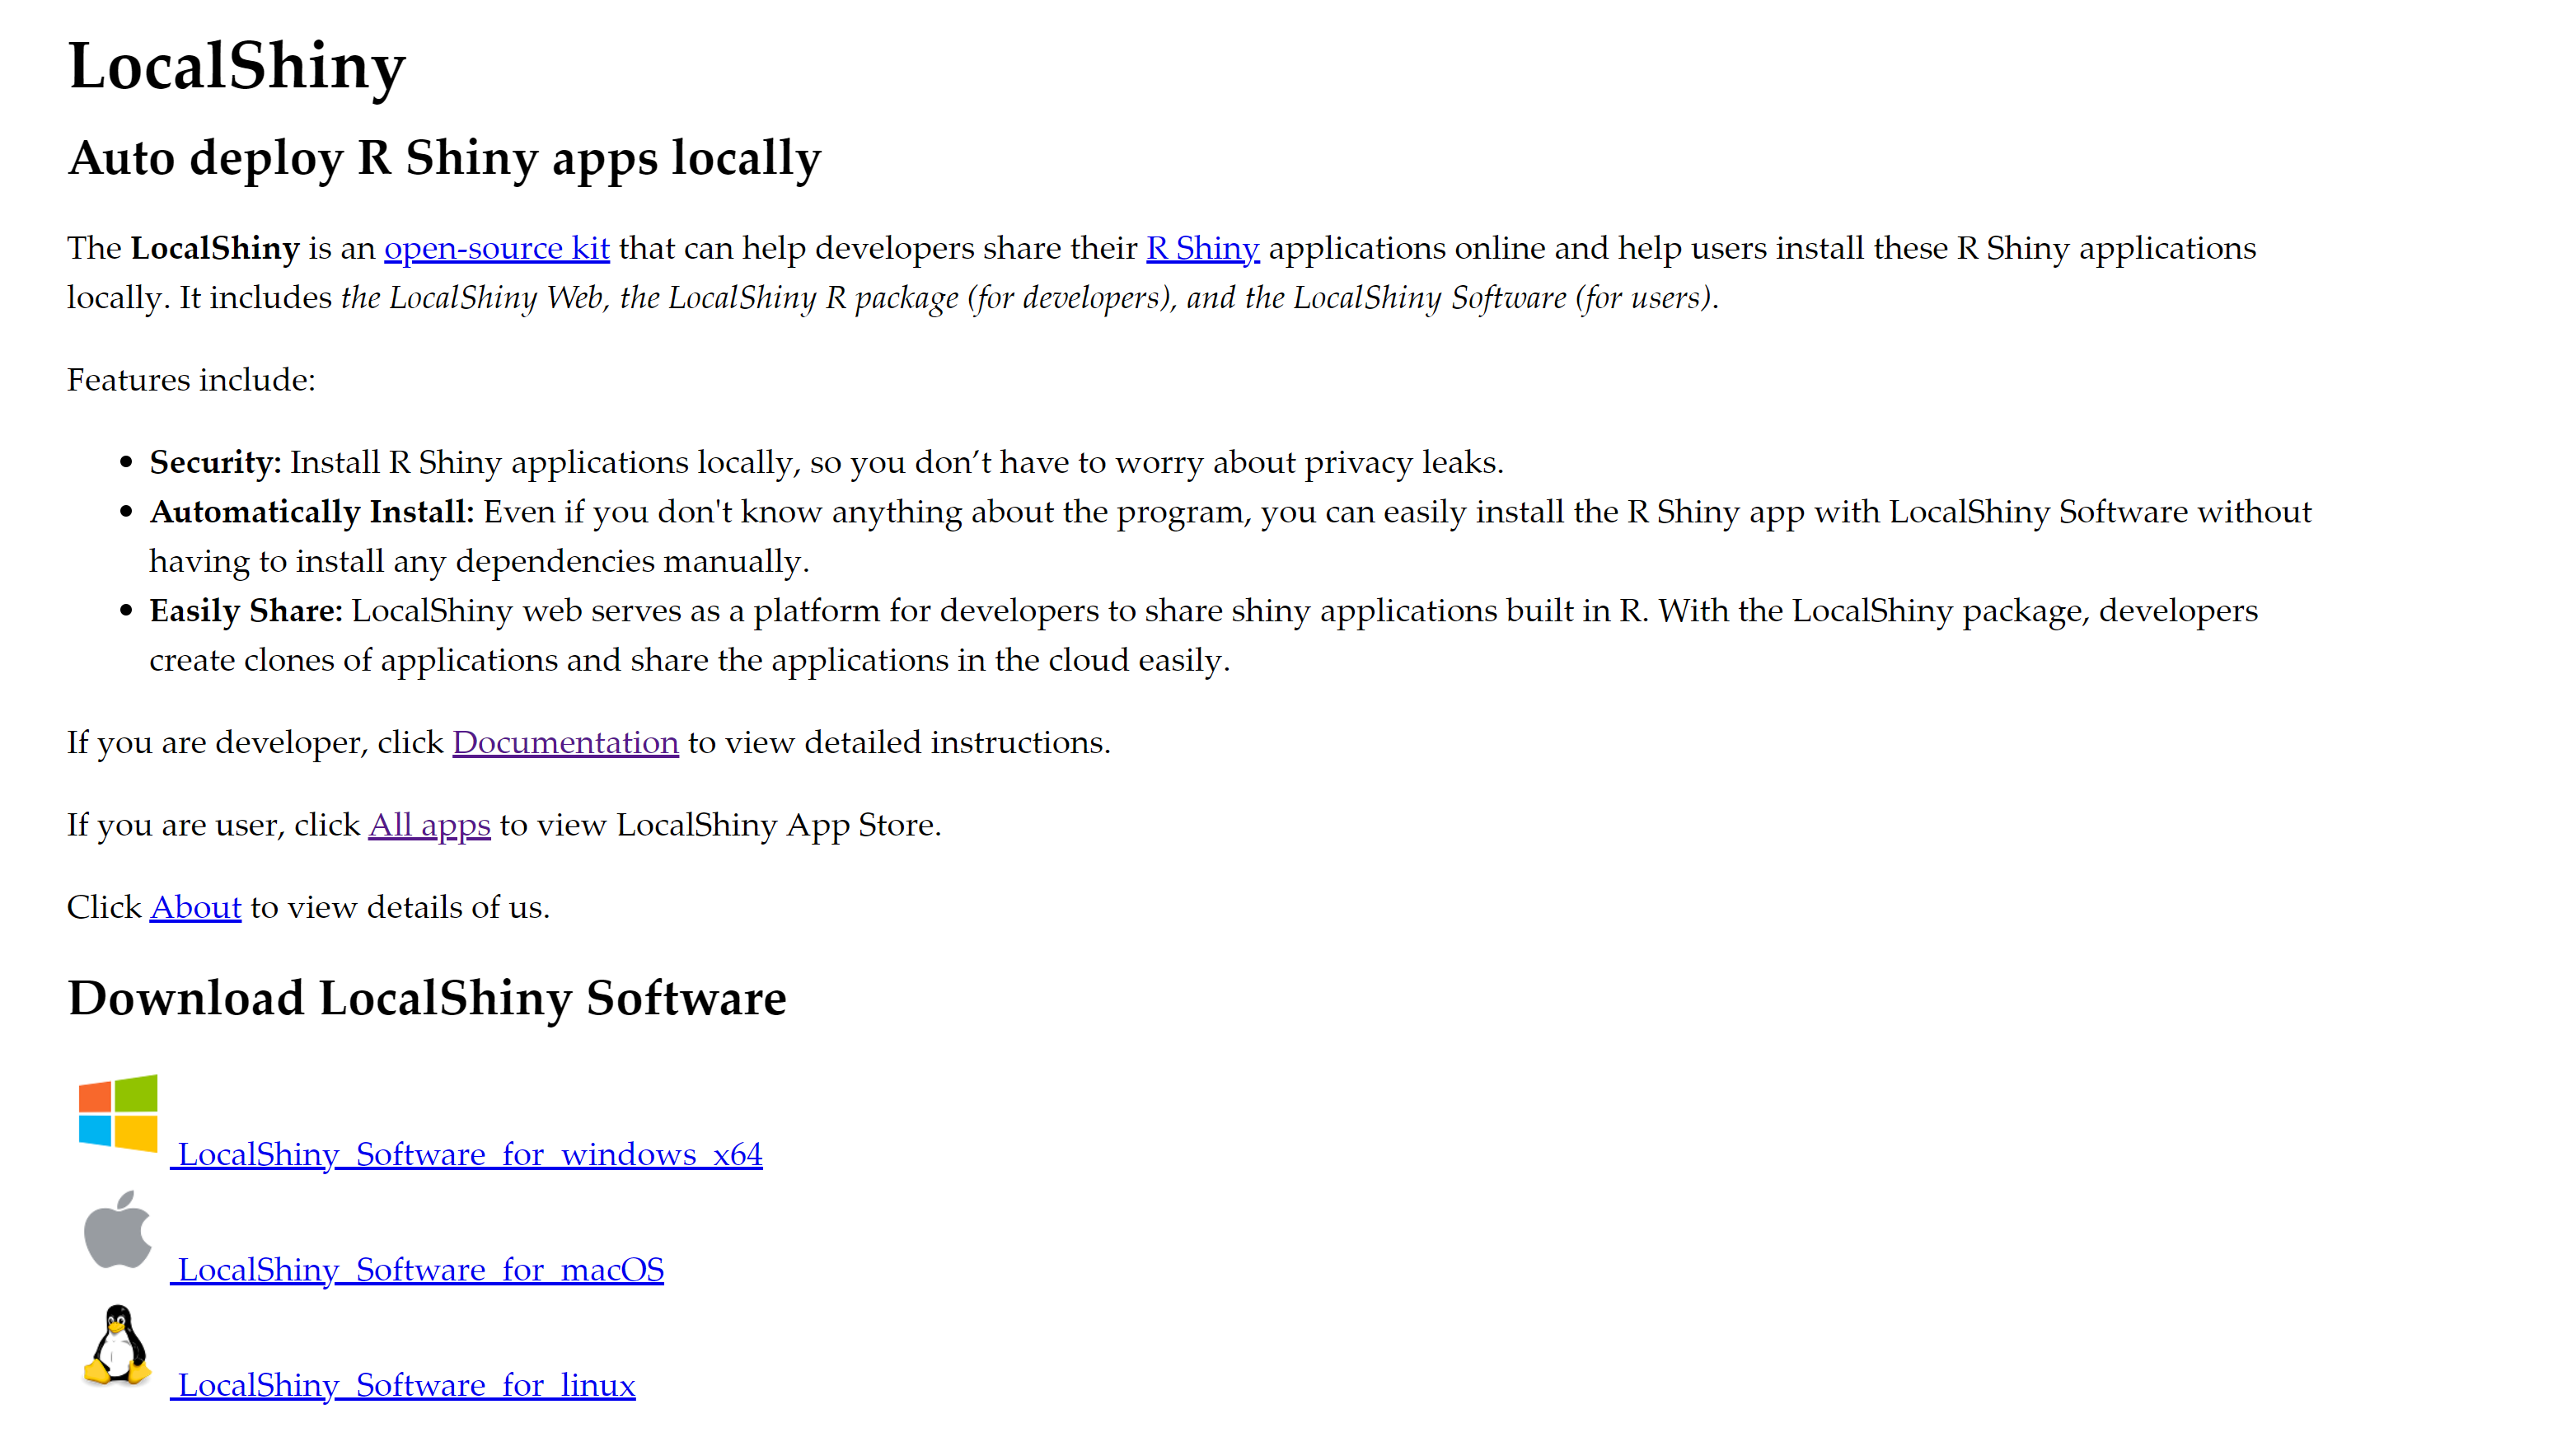 LocalShiny
Auto deploy R Shiny apps locally
The LocalShiny is an open-source kit that can help developers share their R Shiny applications online and help users install these R Shiny applications
locally. It includes the LocalShiny Web, the LocalShiny R package (for developers), and the LocalShiny Software (for users).
Features include:
• Security: Install R Shiny applications locally, so you don’t have to worry about privacy leaks.
• Automatically Install: Even if you don't know anything about the program, you can easily install the R Shiny app with LocalShiny Software without
having to install any dependencies manually.
• Easily Share: LocalShiny web serves as a platform for developers to share shiny applications built in R. With the LocalShiny package, developers
create clones of applications and share the applications in the cloud easily.
If you are developer, click Documentation to view detailed instructions.
If you are user, click All apps to view LocalShiny App Store.
Click About to view details of us.
Download LocalShiny Software
LocalShiny_Software_for_windows_x64
LocalShiny_Software_for_macOS
LocalShiny_Software_for_linux